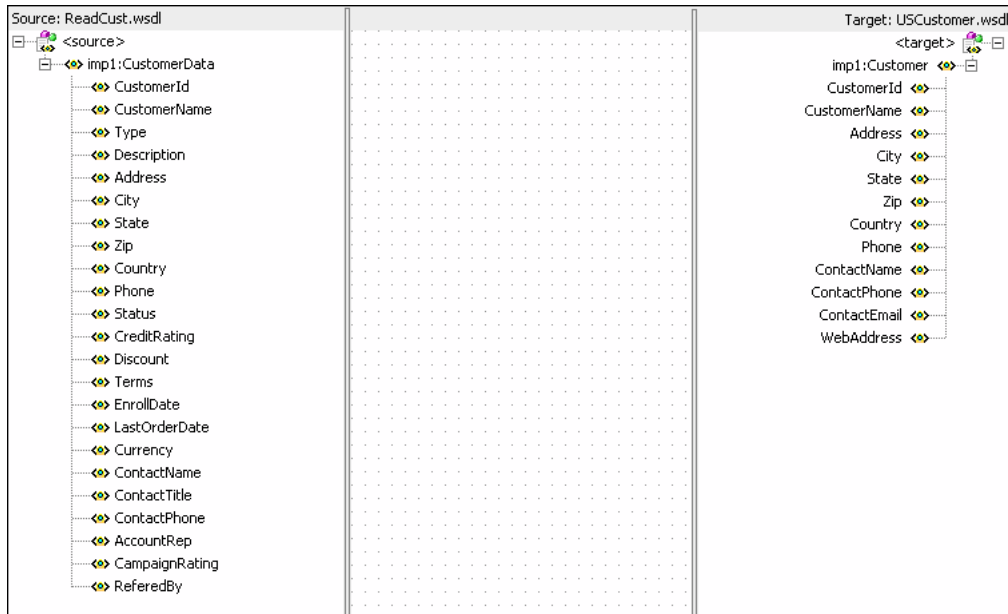 Source: ReadCust.wsdl
<source>
imp1:CustomerData
CustomerId
CustomerName
Type
Description
Address
City
State
Zip
Country
Phone
Status
CreditRating
Discount
Terms
EnrollDate
LastOrderDate
Currency
ContactName
ContactTitle
ContactPhone
AccountRep
CampaignRating
ReferedBy
Target: USCustomer.wsdl
<target>
imp1:Customer
CustomerId
CustomerName
Address
City
State
Zip
Country
Phone
ContactName
ContactPhone
ContactEmail
WebAddress